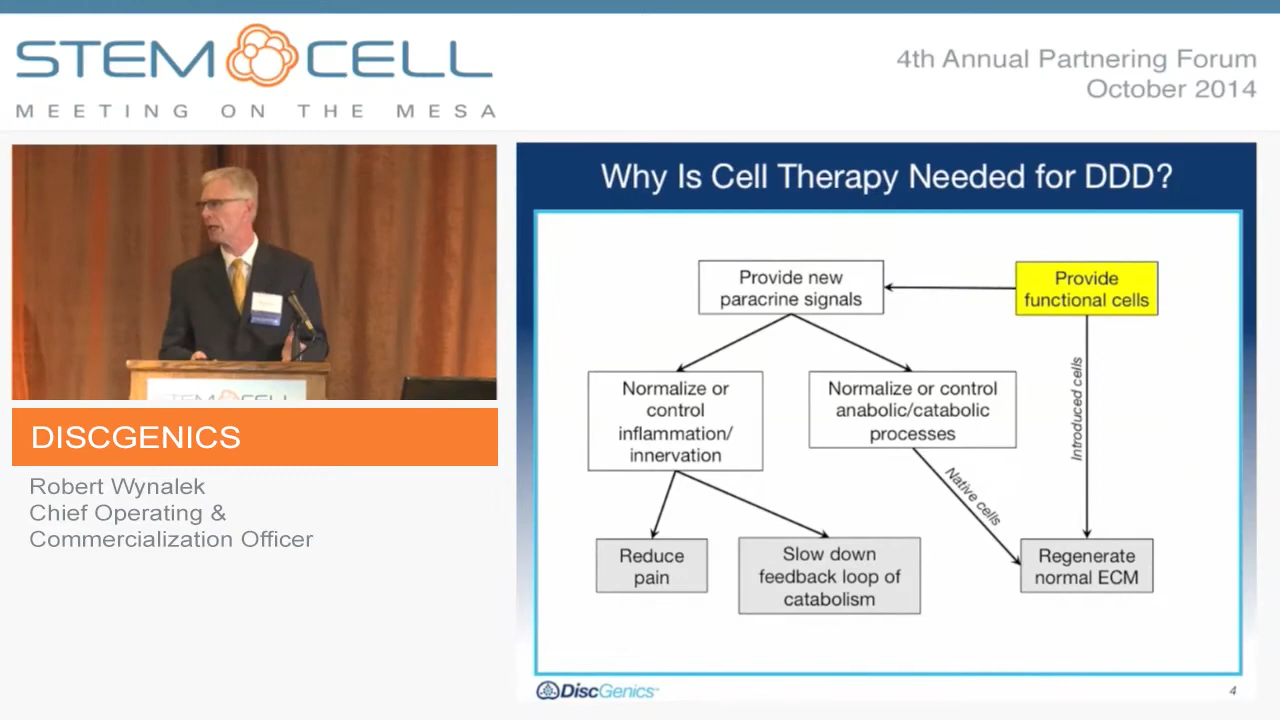 STEM CELL
MEETING ON THE MESA
4th Annual Partnering Forum
October 2014
STEM CELL
DISCGENICS
Robert Wynalek
Chief Operating &
Commercialization Officer
Why Is Cell Therapy Needed for DDD?
Provide new
paracrine signals
Provide
functional cells
Normalize or
control
inflammation/
innervation
Normalize or control
anabolic/catabolic
processes
Introduced cells
Native cells
Reduce
pain
Slow down
feedback loop of
catabolism
Regenerate
normal ECM
DiscGenics
4